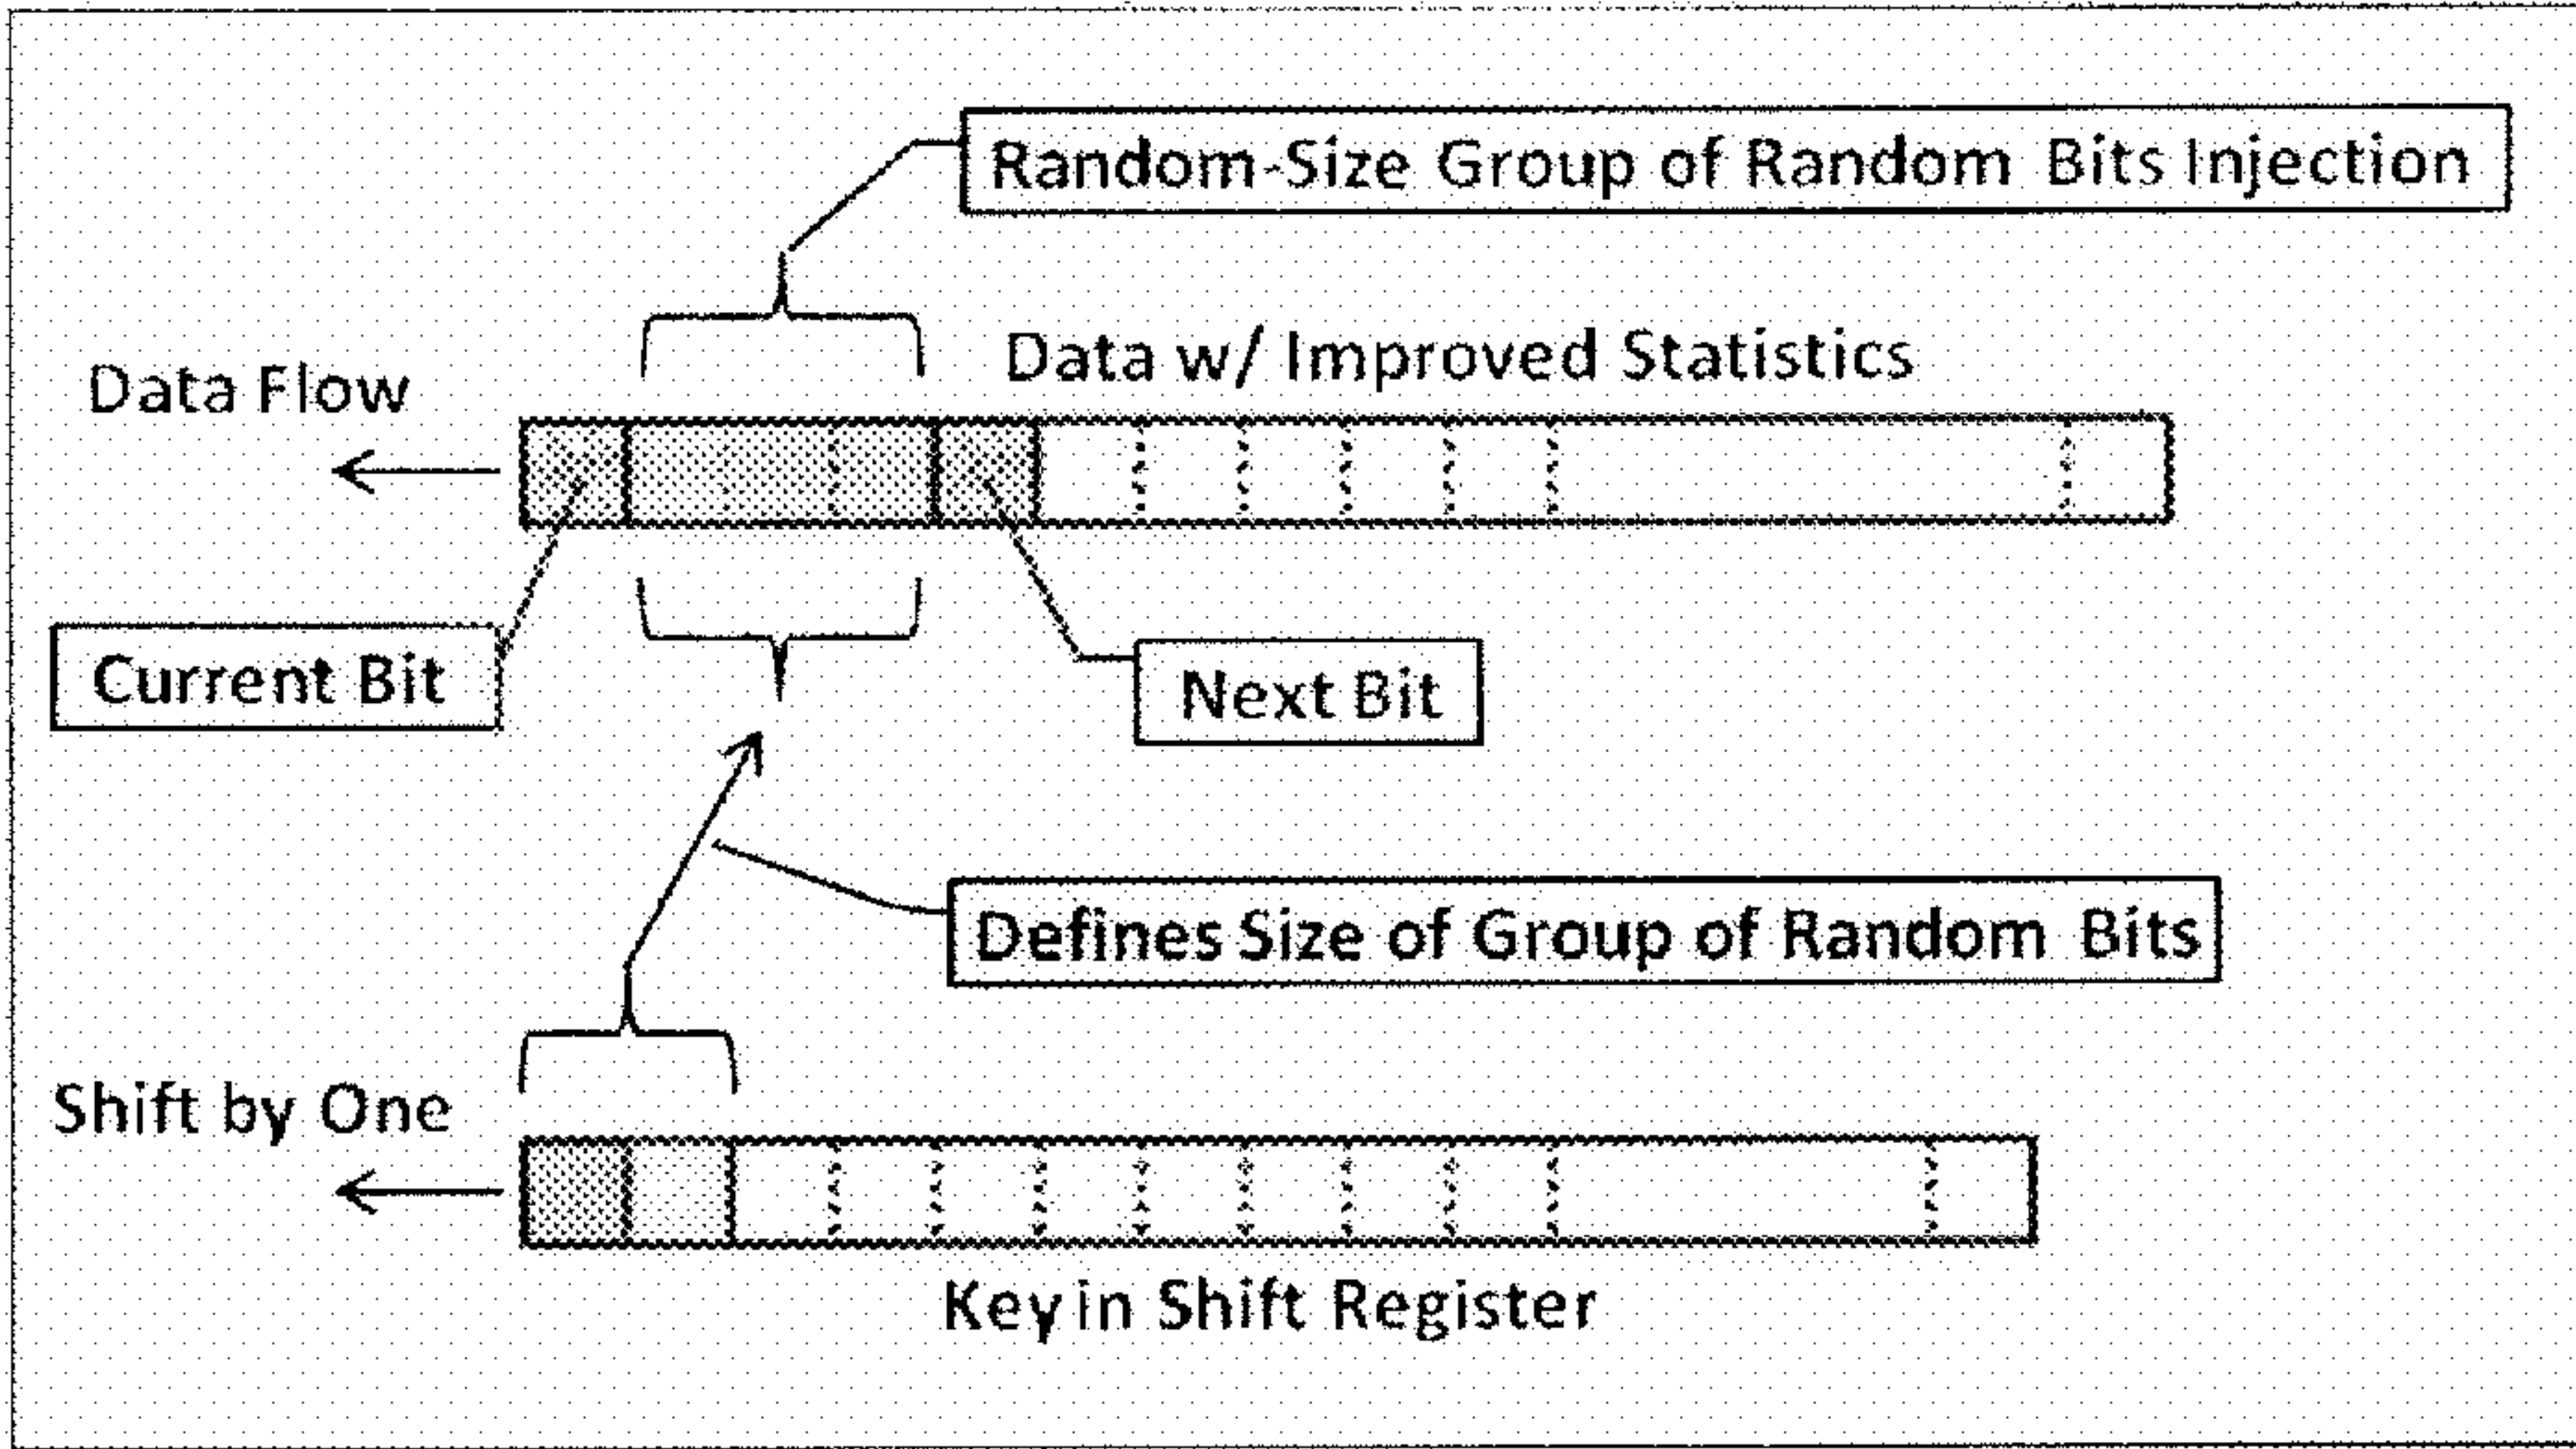 Random-Size Group of Random Bits Injection
Data w/ Improved Statistics
Data Flow
Current Bit
Next Bit
Defines Size of Group of Random Bits
Shift by One
Key in Shift Register